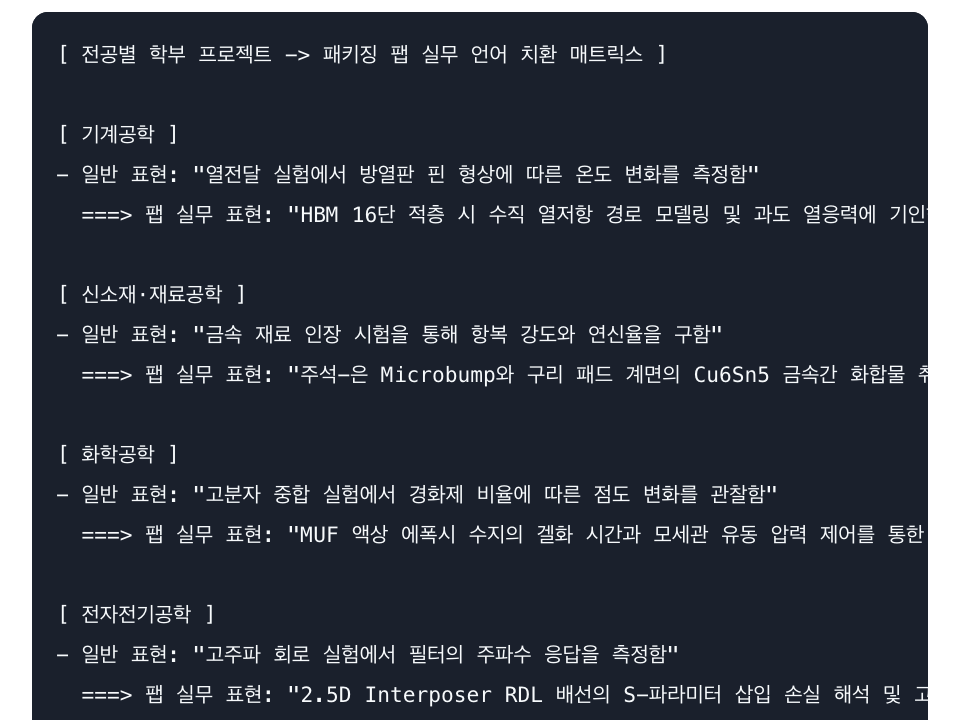 [ 전공별 학부 프로젝트 -> 패키징 팹 실무 언어 치환 매트릭스 ]
[ 기계공학 ]
- 일반 표현: "열전달 실험에서 방열판 핀 형상에 따른 온도 변화를 측정함"
===> 팹 실무 표현: "HBM 16단 적층 시 수직 열저항 경로 모델링 및 과도 열응력에 기인
[ 신소재·재료공학 ]
- 일반 표현: "금속 재료 인장 시험을 통해 항복 강도와 연신율을 구함"
===> 팹 실무 표현: "주석-은 Microbump와 구리 패드 계면의 Cu6Sn5 금속간 화합물
[ 화학공학 ]
- 일반 표현: "고분자 중합 실험에서 경화제 비율에 따른 점도 변화를 관찰함"
===> 팹 실무 표현: "MUF 액상 에폭시 수지의 겔화 시간과 모세관 유동 압력 제어를 통한
[ 전자전기공학 ]
- 일반 표현: "고주파 회로 실험에서 필터의 주파수 응답을 측정함"
===> 팹 실무 표현: "2.5D Interposer RDL 배선의 S-파라미터 삽입 손실 해석 및